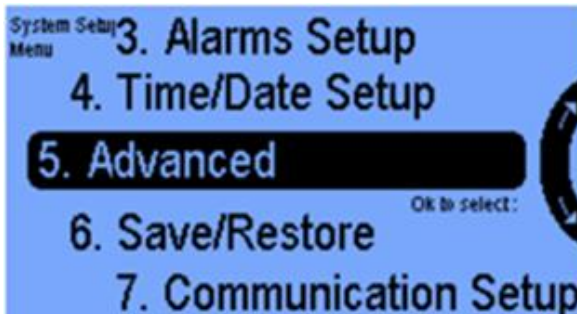 System Setup
Menu
3. Alarms Setup
4. Time/Date Setup
5. Advanced
Ok to select:
6. Save/Restore
7. Communication Setup